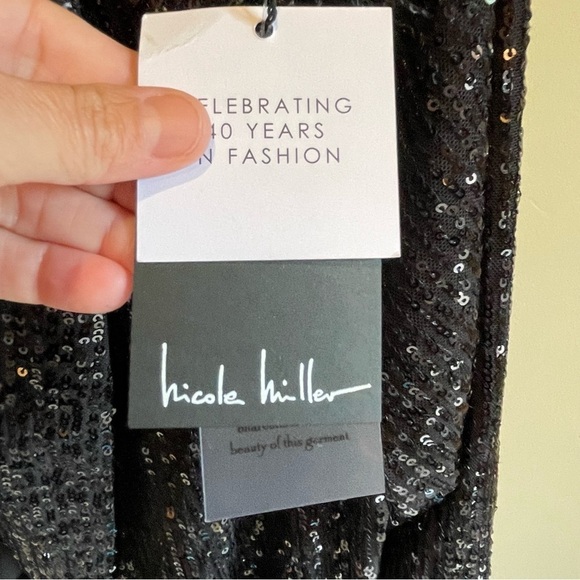 ELEBRATING
40 YEARS
N FASHION
nicole miller
beauty of this garment